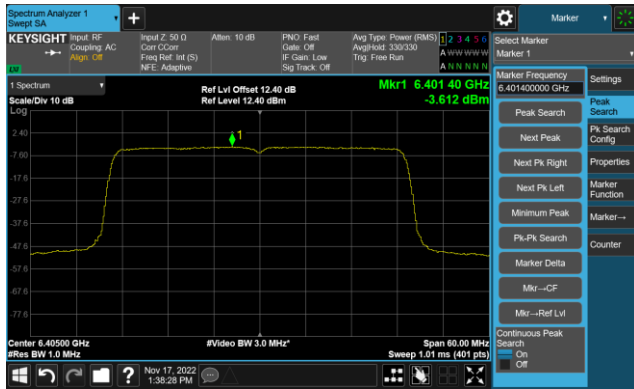 Spectrum Analyzer 1
Swept SA
+
Marker
KEYSIGHT
Input: RF
Coupling: AC
Align: Off
Input Z: 50 Ω
Corr CCorr
Freq Ref: Int (S)
NFE: Adaptive
Atten: 10 dB
PNO: Fast
Gate: Off
IF Gain: Low
Sig Track: Off
Avg Type: Power (RMS)
Avg|Hold: 330/330
Trig: Free Run
1 2 3 4 5 6
A W W W W W
A N N N N N
Select Marker
Marker 1
1 Spectrum
Scale/Div 10 dB
Log
Ref Lvl Offset 12.40 dB
Ref Level 12.40 dBm
Mkr1 6.401 40 GHz
-3.612 dBm
1
2.40
-7.60
-17.6
-27.6
-37.6
-47.6
-57.6
-67.6
-77.6
Center 6.40500 GHz
#Res BW 1.0 MHz
#Video BW 3.0 MHz*
Span 60.00 MHz
Sweep 1.01 ms (401 pts)
Marker Frequency
6.401400000 GHz
Peak Search
Next Peak
Next Pk Right
Next Pk Left
Minimum Peak
Pk-Pk Search
Marker Delta
Mkr→CF
Mkr→Ref Lvl
Continuous Peak
Search
On
Off
Settings
Peak
Search
Pk Search
Config
Properties
Marker
Function
Marker→
Counter
?
Nov 17, 2022
1:38:28 PM